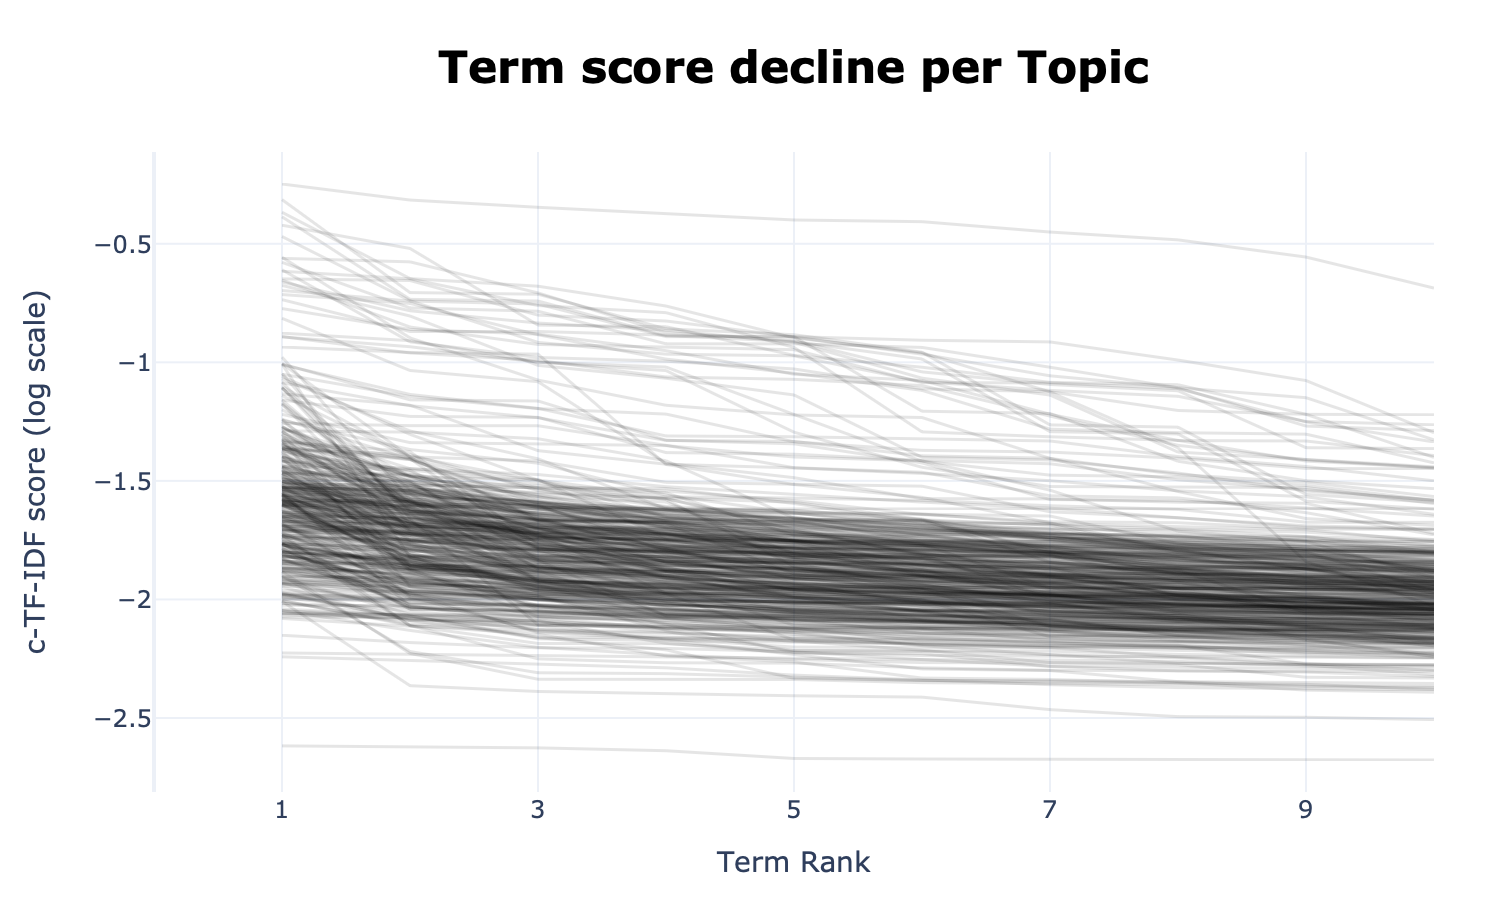 Term score decline per Topic
c-TF-IDF score (log scale)
−0.5
−1
−1.5
−2
−2.5
1 3 5 7 9
Term Rank